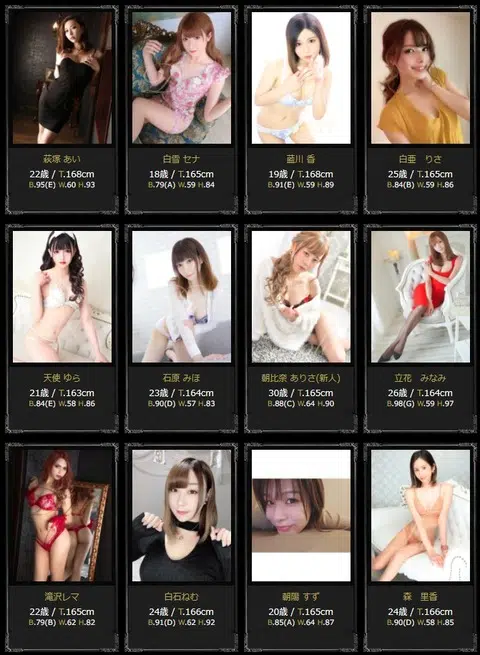 萩塚 あい
22歳 / T.168cm
B.95(E) W.60 H.93
白雪 セナ
18歳 / T.165cm
B.79(A) W.59 H.84
藍川 香
19歳 / T.168cm
B.91(E) W.59 H.89
白亜　りさ
25歳 / T.165cm
B.84(B) W.59 H.86
天使 ゆら
21歳 / T.163cm
B.84(E) W.58 H.86
石原 みほ
23歳 / T.164cm
B.90(D) W.57 H.83
朝比奈 ありさ(新人)
30歳 / T.165cm
B.88(C) W.64 H.90
立花　みなみ
26歳 / T.164cm
B.98(G) W.59 H.97
滝沢レマ
22歳 / T.165cm
B.79(B) W.62 H.82
白石ねむ
24歳 / T.166cm
B.91(D) W.62 H.92
朝陽 すず
20歳 / T.165cm
B.85(A) W.64 H.87
森　里香
24歳 / T.166cm
B.90(D) W.58 H.85